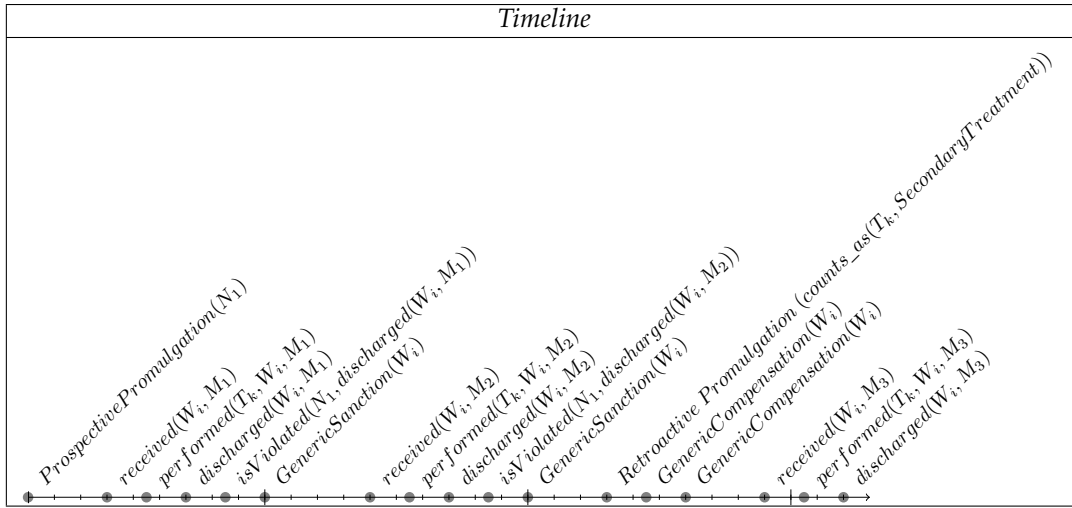 Timeline
ProspectivePromulgation(N₁)
received(Wᵢ, M₁)
performed(Tₖ, Wᵢ, M₁)
discharged(Wᵢ, M₁)
isViolated(N₁, discharged(Wᵢ, M₁))
GenericSanction(Wᵢ)
received(Wᵢ, M₂)
performed(Tₖ, Wᵢ, M₂)
discharged(Wᵢ, M₂)
isViolated(N₁, discharged(Wᵢ, M₂))
GenericSanction(Wᵢ)
Retroactive Promulgation (counts_as(Tₖ, SecondaryTreatment))
GenericCompensation(Wᵢ)
GenericCompensation(Wᵢ)
received(Wᵢ, M₃)
performed(Tₖ, Wᵢ, M₃)
discharged(Wᵢ, M₃)